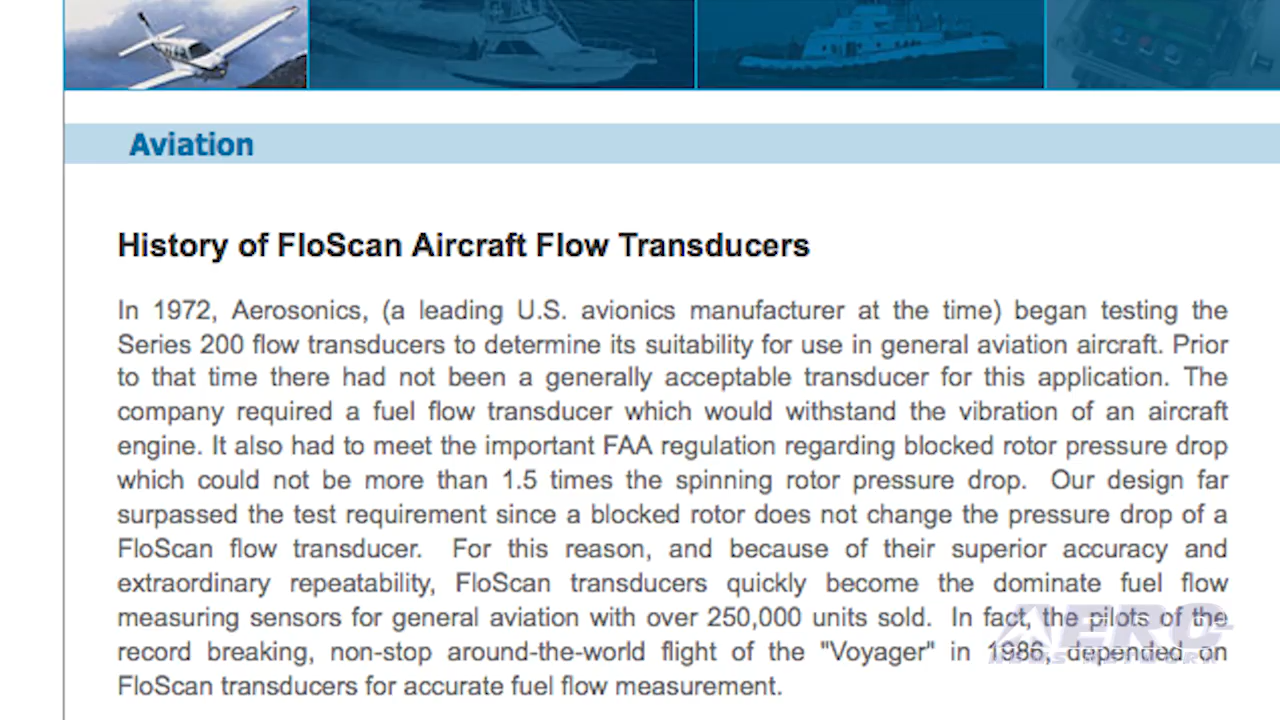 Aviation
History of FloScan Aircraft Flow Transducers
In 1972, Aerosonics, (a leading U.S. avionics manufacturer at the time) began testing the
Series 200 flow transducers to determine its suitability for use in general aviation aircraft. Prior
to that time there had not been a generally acceptable transducer for this application. The
company required a fuel flow transducer which would withstand the vibration of an aircraft
engine. It also had to meet the important FAA regulation regarding blocked rotor pressure drop
which could not be more than 1.5 times the spinning rotor pressure drop. Our design far
surpassed the test requirement since a blocked rotor does not change the pressure drop of a
FloScan flow transducer. For this reason, and because of their superior accuracy and
extraordinary repeatability, FloScan transducers quickly become the dominate fuel flow
measuring sensors for general aviation with over 250,000 units sold. In fact, the pilots of the
record breaking, non-stop around-the-world flight of the "Voyager" in 1986, depended on
FloScan transducers for accurate fuel flow measurement.
AERO
NEWS NETWORK